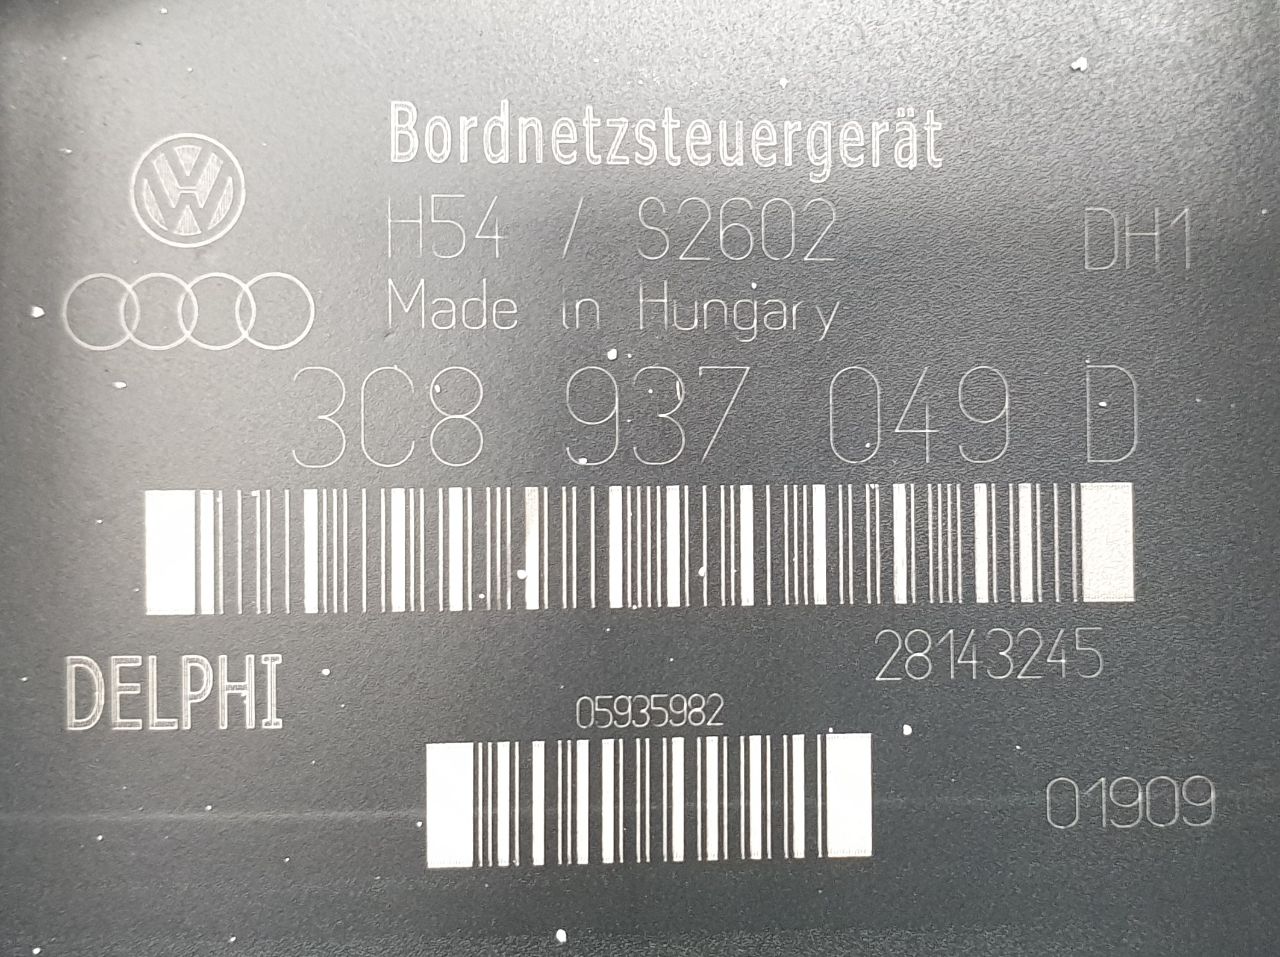 Bordnetzsteuergerät
H54 / S2602 DH1
Made in Hungary
3C8 937 049 D
28143245
DELPHI
05935982
01909